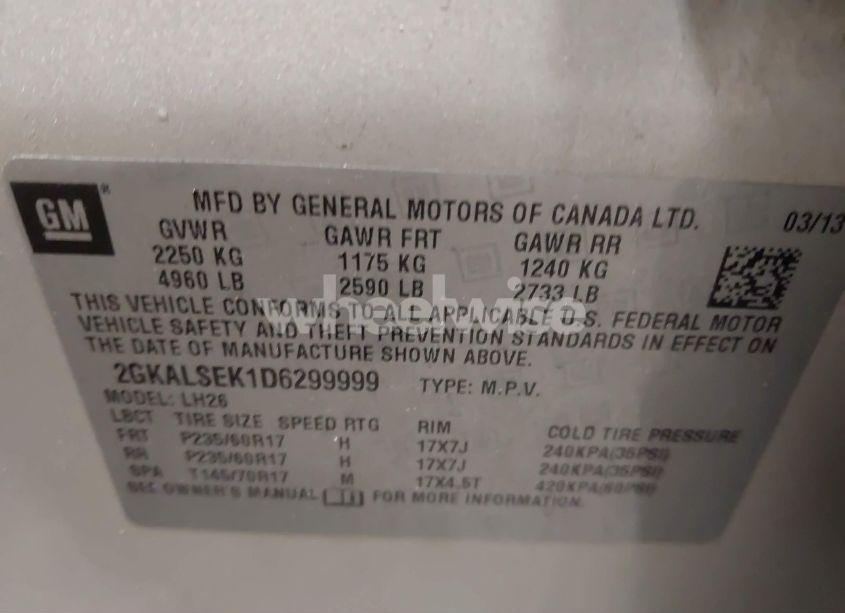 GM®
MFD BY GENERAL MOTORS OF CANADA LTD. 03/13
GVWR GAWR FRT GAWR RR
2250 KG 1175 KG 1240 KG
4960 LB 2590 LB 2733 LB
THIS VEHICLE CONFORMS TO ALL APPLICABLE U.S. FEDERAL MOTOR
VEHICLE SAFETY AND THEFT PREVENTION STANDARDS IN EFFECT ON
THE DATE OF MANUFACTURE SHOWN ABOVE.
2GKALSEK1D6299999 TYPE: M.P.V.
MODEL: LH26
LBCT TIRE SIZE SPEED RTG RIM COLD TIRE PRESSURE
FRT P235/60R17 H 17X7J 240KPA(35PSI)
RR P235/60R17 H 17X7J 240KPA(35PSI)
SPA T145/70R17 M 17X4.5T 420KPA(60PSI)
SEE OWNER'S MANUAL FOR MORE INFORMATION.
wheelwire